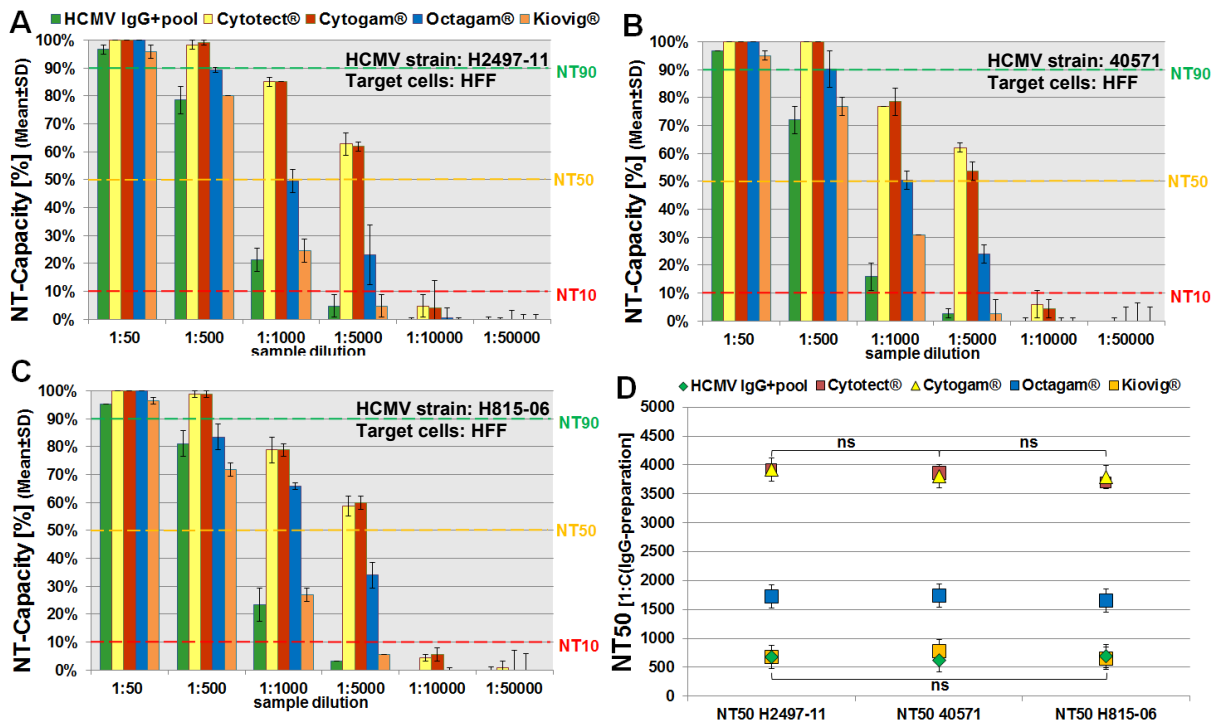 A
HCMV IgG+pool Cytotect® Cytogam® Octagam® Kiovig®
NT-Capacity [%] (Mean±SD)
100%
90%
80%
70%
60%
50%
40%
30%
20%
10%
0%
HCMV strain: H2497-11
Target cells: HFF
NT90
NT50
NT10
1:50 1:500 1:1000 1:5000 1:10000 1:50000
sample dilution
B
NT-Capacity [%] (Mean±SD)
100%
90%
80%
70%
60%
50%
40%
30%
20%
10%
0%
HCMV strain: 40571
Target cells: HFF
NT90
NT50
NT10
1:50 1:500 1:1000 1:5000 1:10000 1:50000
sample dilution
C
NT-Capacity [%] (Mean±SD)
100%
90%
80%
70%
60%
50%
40%
30%
20%
10%
0%
HCMV strain: H815-06
Target cells: HFF
NT90
NT50
NT10
1:50 1:500 1:1000 1:5000 1:10000 1:50000
sample dilution
D
HCMV IgG+pool Cytotect® Cytogam® Octagam® Kiovig®
NT50 [1:C(IgG-preparation]
5000
4500
4000
3500
3000
2500
2000
1500
1000
500
0
ns ns
ns
NT50 H2497-11 NT50 40571 NT50 H815-06